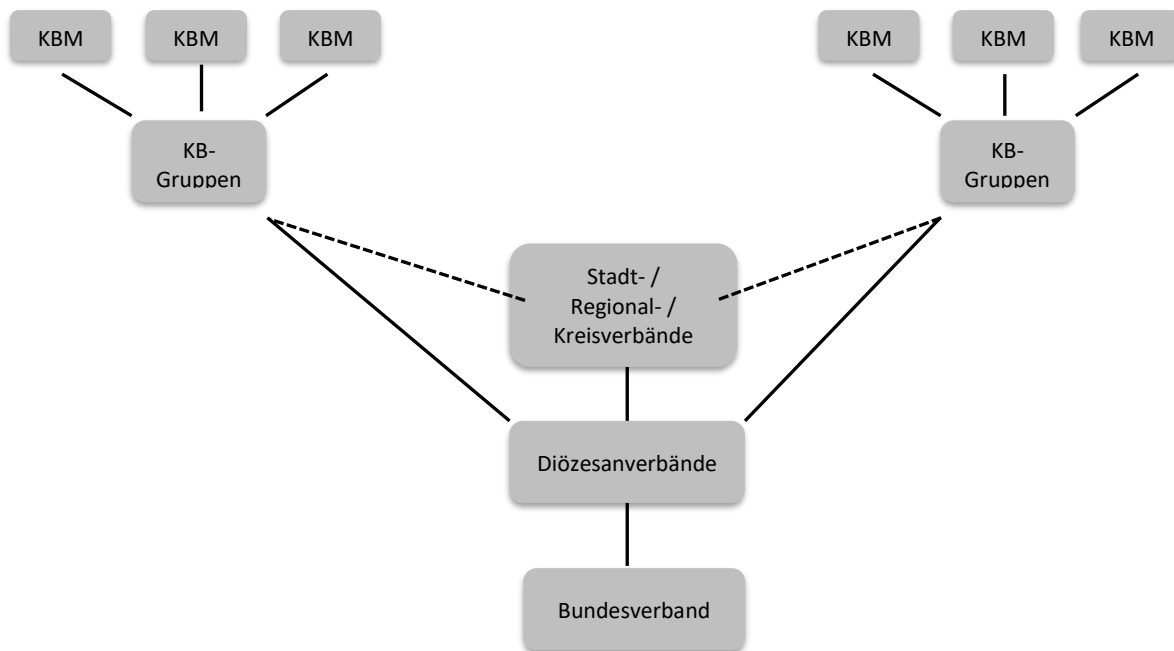 KBM
KBM
KBM
KBM
KBM
KBM
KB-
Gruppen
KB-
Gruppen
Stadt- /
Regional- /
Kreisverbände
Diözesanverbände
Bundesverband